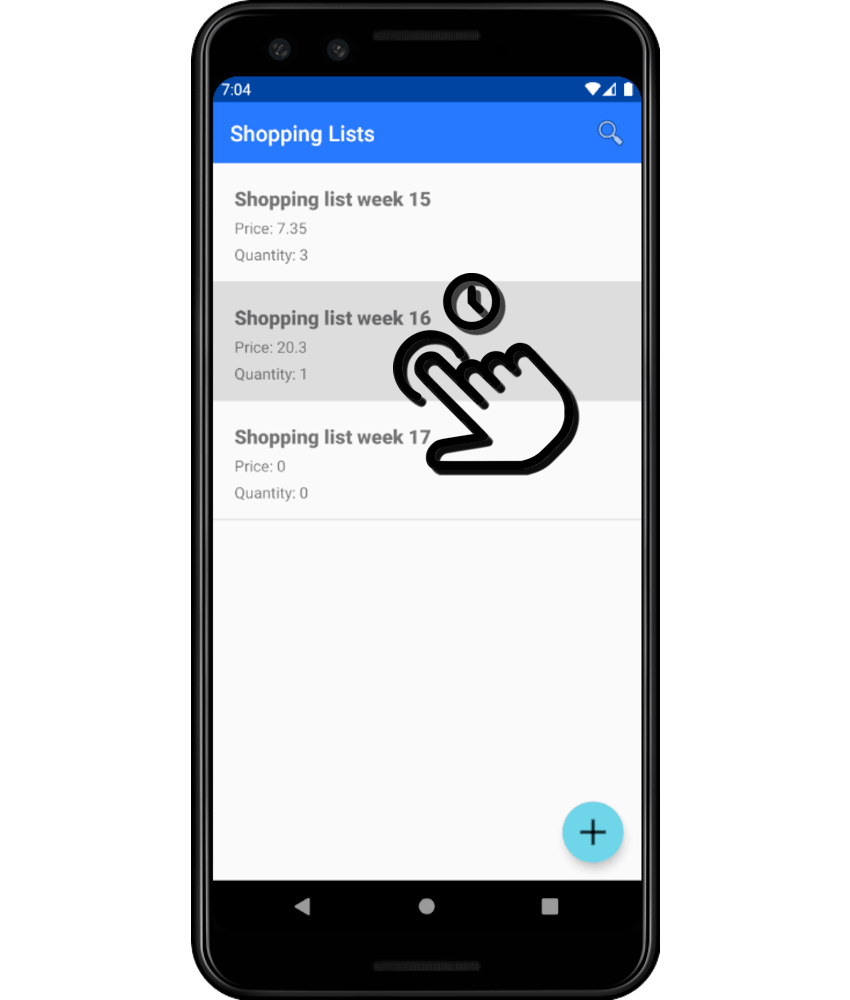 7:04
Shopping Lists
Shopping list week 15
Price: 7.35
Quantity: 3
Shopping list week 16
Price: 20.3
Quantity: 1
Shopping list week 17
Price: 0
Quantity: 0